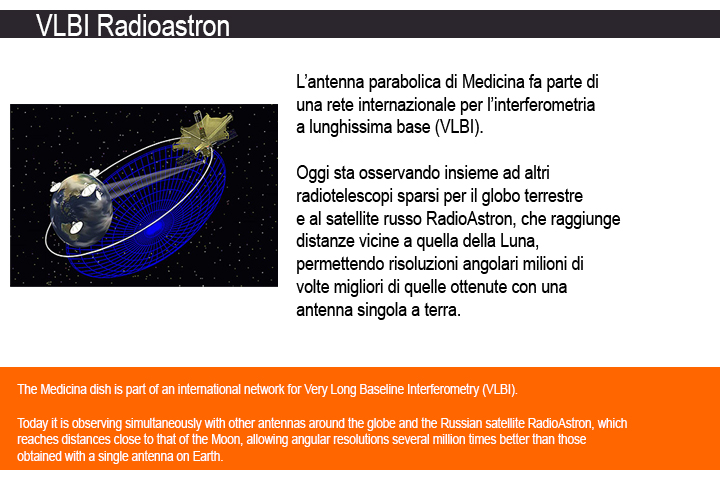 VLBI Radioastron
L’antenna parabolica di Medicina fa parte di
una rete internazionale per l’interferometria
a lunghissima base (VLBI).
Oggi sta osservando insieme ad altri
radiotelescopi sparsi per il globo terrestre
e al satellite russo RadioAstron, che raggiunge
distanze vicine a quella della Luna,
permettendo risoluzioni angolari milioni di
volte migliori di quelle ottenute con una
antenna singola a terra.
The Medicina dish is part of an international network for Very Long Baseline Interferometry (VLBI).
Today it is observing simultaneously with other antennas around the globe and the Russian satellite RadioAstron, which
reaches distances close to that of the Moon, allowing angular resolutions several million times better than those
obtained with a single antenna on Earth.